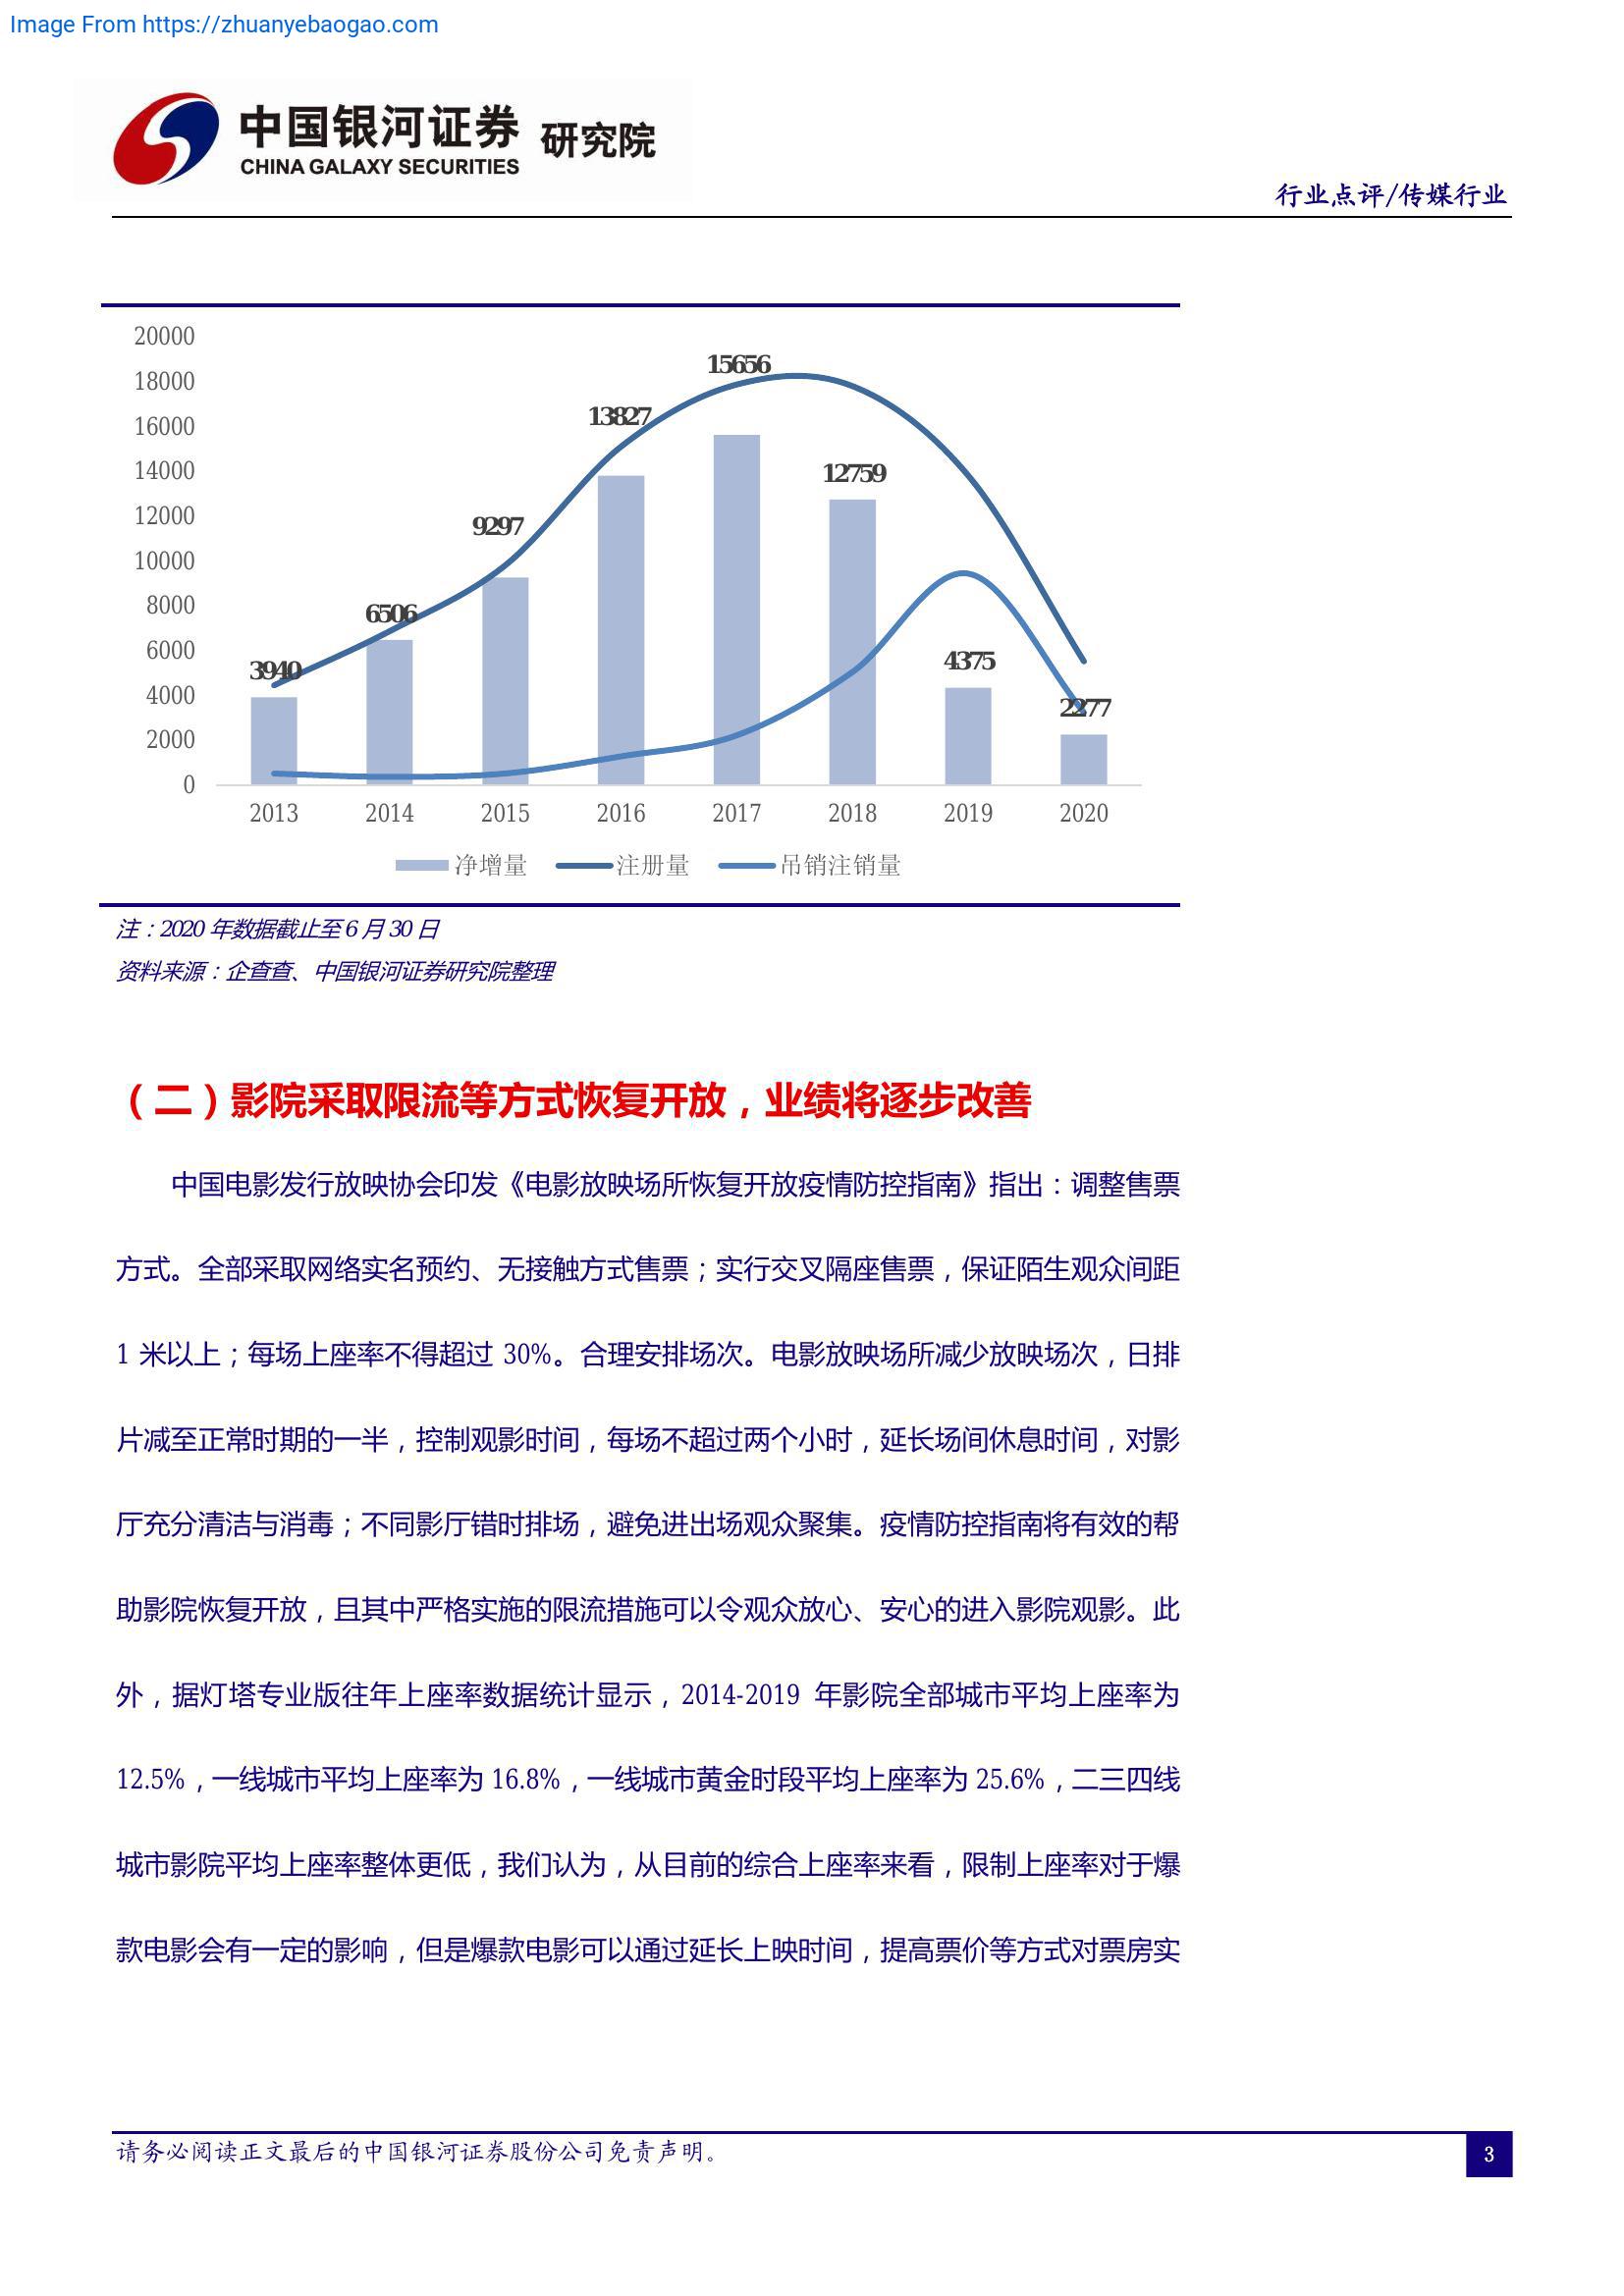 Image From https://zhuanyebaogao.com
中国银河证券 研究院
CHINA GALAXY SECURITIES
行业点评/传媒行业
20000
18000
16000
14000
12000
10000
8000
6000
4000
2000
0
3940
6506
9297
13827
15656
12759
4375
2277
2013 2014 2015 2016 2017 2018 2019 2020
净增量 注册量 吊销注销量
注：2020 年数据截止至 6 月 30 日
资料来源：企查查、中国银河证券研究院整理
（二）影院采取限流等方式恢复开放，业绩将逐步改善
中国电影发行放映协会印发《电影放映场所恢复开放疫情防控指南》指出：调整售票
方式。全部采取网络实名预约、无接触方式售票；实行交叉隔座售票，保证陌生观众间距
1 米以上；每场上座率不得超过 30%。合理安排场次。电影放映场所减少放映场次，日排
片减至正常时期的一半，控制观影时间，每场不超过两个小时，延长场间休息时间，对影
厅充分清洁与消毒；不同影厅错时排场，避免进出场观众聚集。疫情防控指南将有效的帮
助影院恢复开放，且其中严格实施的限流措施可以令观众放心、安心的进入影院观影。此
外，据灯塔专业版往年上座率数据统计显示，2014-2019 年影院全部城市平均上座率为
12.5%，一线城市平均上座率为 16.8%，一线城市黄金时段平均上座率为 25.6%，二三四线
城市影院平均上座率整体更低，我们认为，从目前的综合上座率来看，限制上座率对于爆
款电影会有一定的影响，但是爆款电影可以通过延长上映时间，提高票价等方式对票房实
请务必阅读正文最后的中国银河证券股份公司免责声明。
3